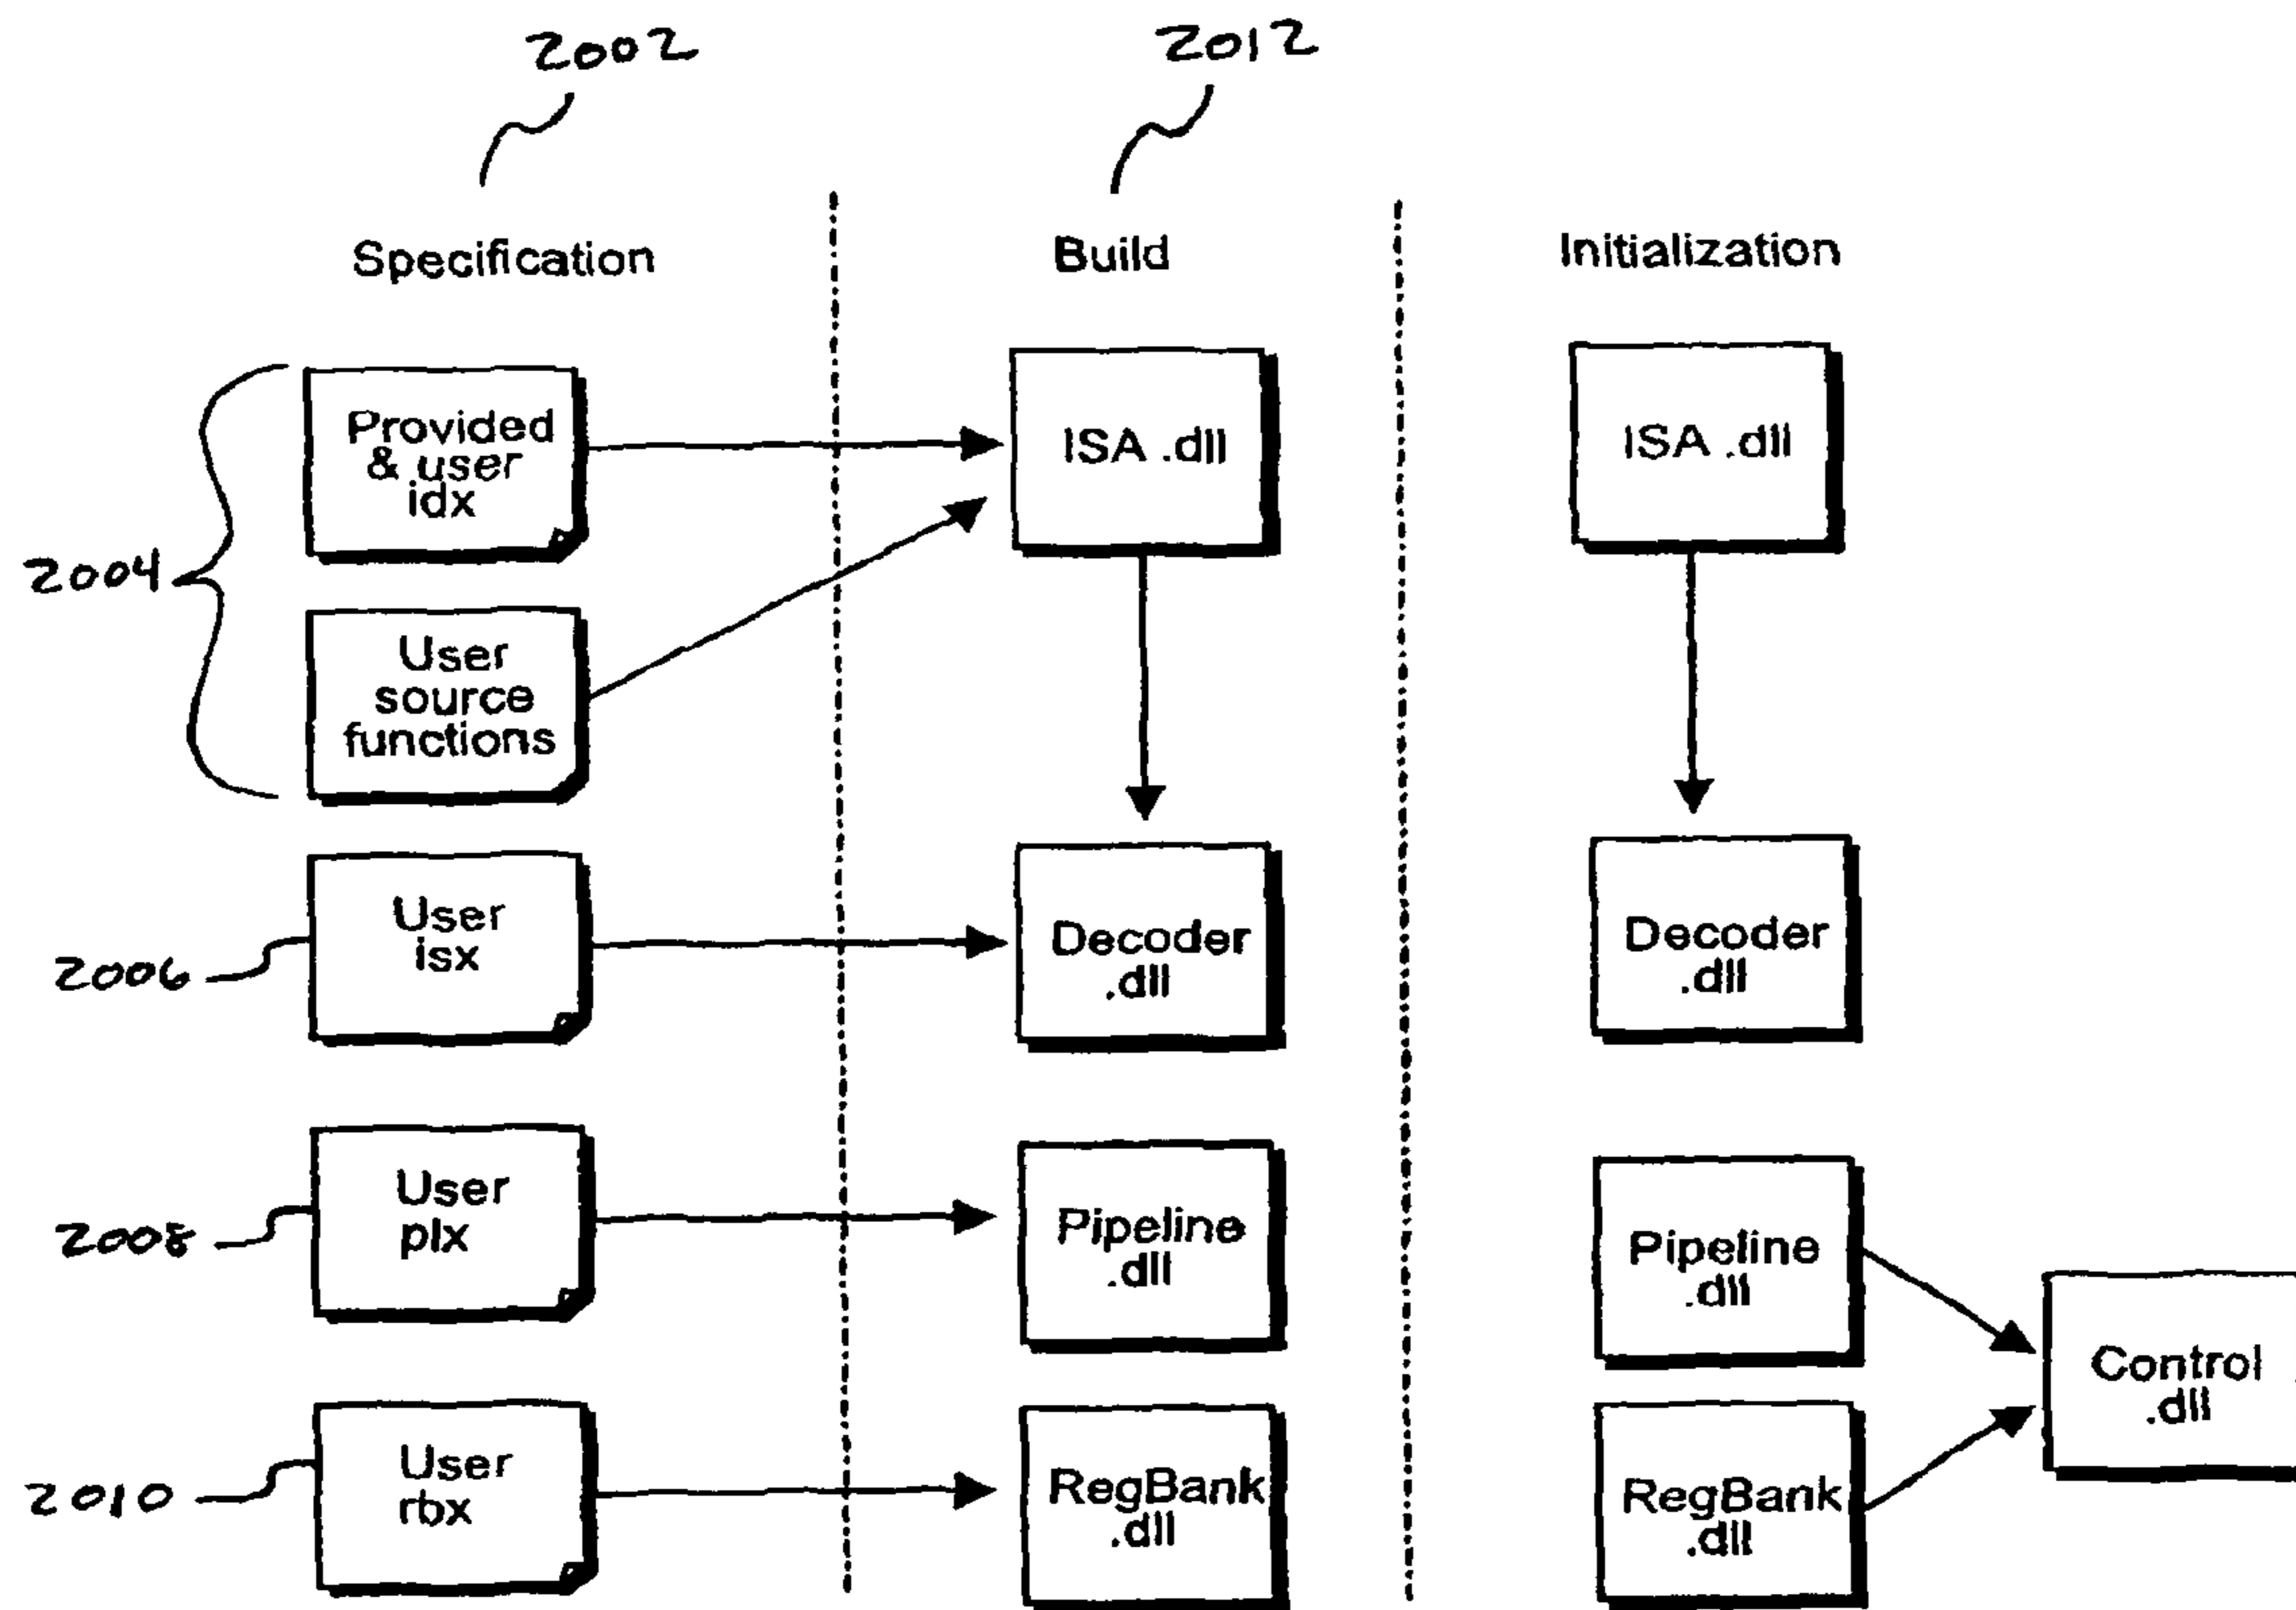 2002
2012
Specification
Build
Initialization
Provided
& user
idx
ISA .dll
ISA .dll
2004
User
source
functions
User
isx
Decoder
.dll
Decoder
.dll
2006
User
plx
Pipeline
.dll
Pipeline
.dll
2008
Control
.dll
User
rbx
RegBank
.dll
RegBank
.dll
2010